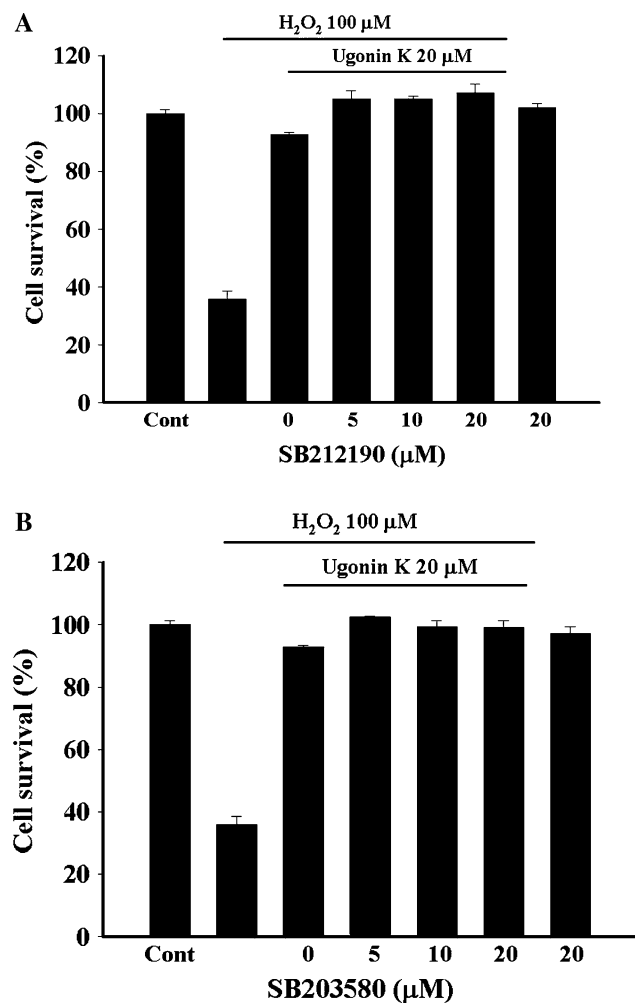 A
H₂O₂ 100 μM
Ugonin K 20 μM
120
100
80
60
40
20
0
Cell survival (%)
Cont 0 5 10 20 20
SB212190 (μM)
B
H₂O₂ 100 μM
Ugonin K 20 μM
120
100
80
60
40
20
0
Cell survival (%)
Cont 0 5 10 20 20
SB203580 (μM)